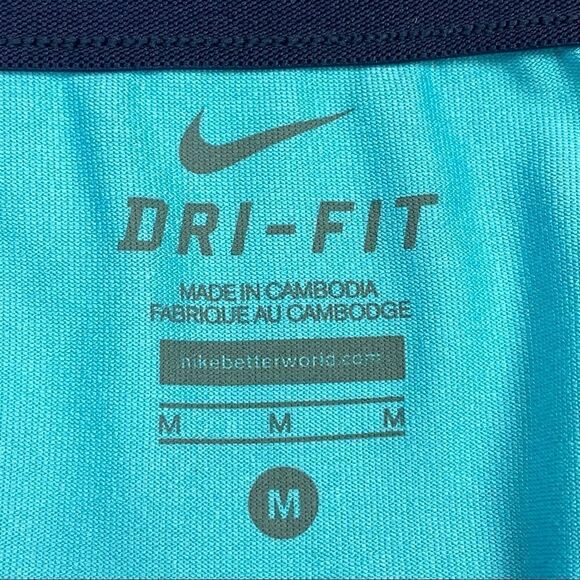 DRI-FIT
MADE IN CAMBODIA
FABRIQUE AU CAMBODGE
nikebetterworld.com
M M M
M